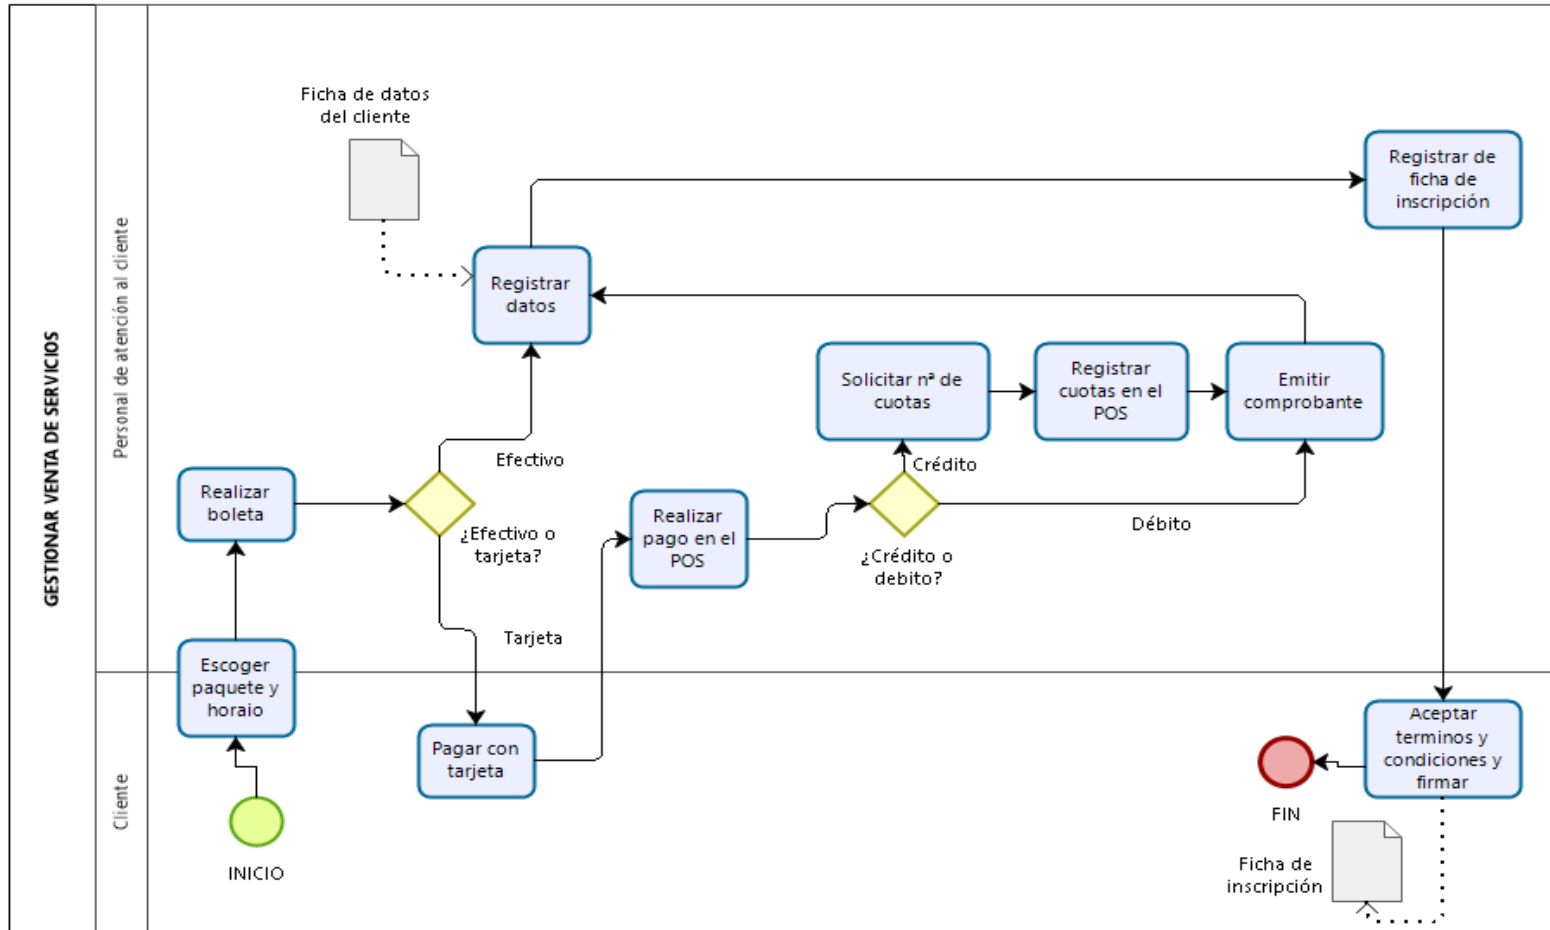 GESTIONAR VENTA DE SERVICIOS
Personal de atención al cliente
Cliente
Ficha de datos
del cliente
Registrar de
ficha de
inscripción
Registrar
datos
Solicitar nª de
cuotas
Registrar
cuotas en el
POS
Emitir
comprobante
Efectivo
Crédito
Realizar
boleta
¿Efectivo o
tarjeta?
Realizar
pago en el
POS
¿Crédito o
debito?
Débito
Tarjeta
Escoger
paquete y
horaio
Pagar con
tarjeta
Aceptar
terminos y
condiciones y
firmar
INICIO
FIN
Ficha de
inscripción